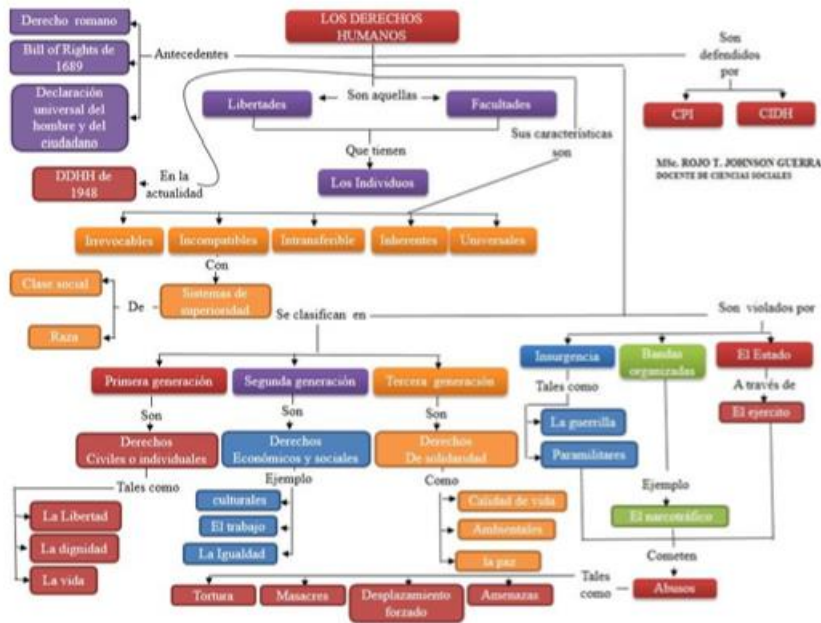 Derecho romano
LOS DERECHOS
HUMANOS
Bill of Rights de
1689
Antecedentes
Son
defendidos
por
Declaración
universal del
hombre y del
ciudadano
Libertades
Son aquellas
Facultades
CPI
CIDH
Sus características
son
Que tienen
DDHH de
1948
En la
actualidad
Los Individuos
MSc. ROJO T. JOHNSON GUERRA
DOCENTE DE CIENCIAS SOCIALES
Irrevocables
Incompatibles
Intransferible
Inherentes
Universales
Con
Clase social
De
Sistemas de
superioridad
Raza
Se clasifican en
Son violados por
Insurgencia
Bandas
organizadas
El Estado
Primera generación
Segunda generación
Tercera generación
Tales como
A través de
Son
Son
Son
La guerrilla
El ejercito
Derechos
Civiles o individuales
Derechos
Económicos y sociales
Derechos
De solidaridad
Paramilitares
Tales como
Ejemplo
Como
Ejemplo
La Libertad
culturales
Calidad de vida
El trabajo
El narcotráfico
La dignidad
Ambientales
La Igualdad
la paz
Cometen
La vida
Tales
como
Abusos
Tortura
Masacres
Desplazamiento
forzado
Amenazas